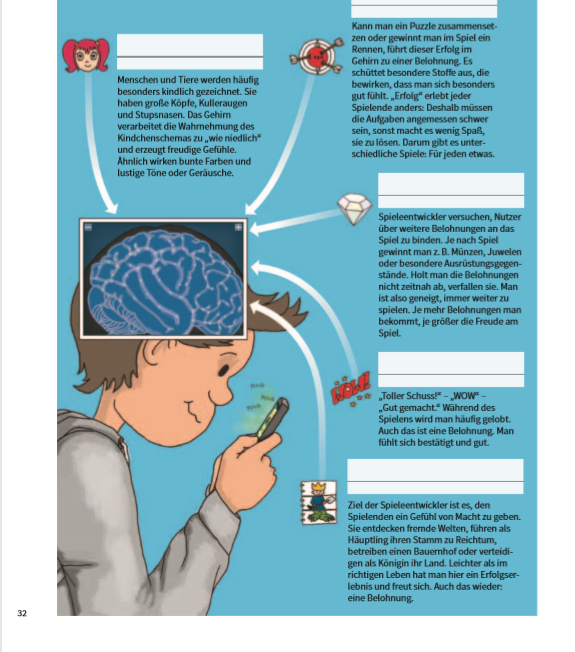 Menschen und Tiere werden häufig
besonders kindlich gezeichnet. Sie
haben große Köpfe, Kulleraugen
und Stupsnasen. Das Gehirn
verarbeitet die Wahrnehmung des
Kindchenschemas zu „wie niedlich“
und erzeugt freudige Gefühle.
Ähnlich wirken bunte Farben und
lustige Töne oder Geräusche.
Kann man ein Puzzle zusammenset-
zen oder gewinnt man im Spiel ein
Rennen, führt dieser Erfolg im
Gehirn zu einer Belohnung. Es
schüttet besondere Stoffe aus, die
bewirken, dass man sich besonders
gut fühlt. „Erfolg“ erlebt jeder
Spielende anders: Deshalb müssen
die Aufgaben angemessen schwer
sein, sonst macht es wenig Spaß,
sie zu lösen. Darum gibt es unter-
schiedliche Spiele: Für jeden etwas.
Spieleentwickler versuchen, Nutzer
über weitere Belohnungen an das
Spiel zu binden. Je nach Spiel
gewinnt man z. B. Münzen, Juwelen
oder besondere Ausrüstungsgegen-
stände. Holt man die Belohnungen
nicht zeitnah ab, verfallen sie. Man
ist also geneigt, immer weiter zu
spielen. Je mehr Belohnungen man
bekommt, je größer die Freude am
Spiel.
WOW!
„Toller Schuss!“ – „WOW“ –
„Gut gemacht.“ Während des
Spielens wird man häufig gelobt.
Auch das ist eine Belohnung. Man
fühlt sich bestätigt und gut.
Ziel der Spieleentwickler ist es, den
Spielenden ein Gefühl von Macht zu geben.
Sie entdecken fremde Welten, führen als
Häuptling ihren Stamm zu Reichtum,
betreiben einen Bauernhof oder verteidi-
gen als Königin ihr Land. Leichter als im
richtigen Leben hat man hier ein Erfolgser-
lebnis und freut sich. Auch das wieder:
eine Belohnung.
32